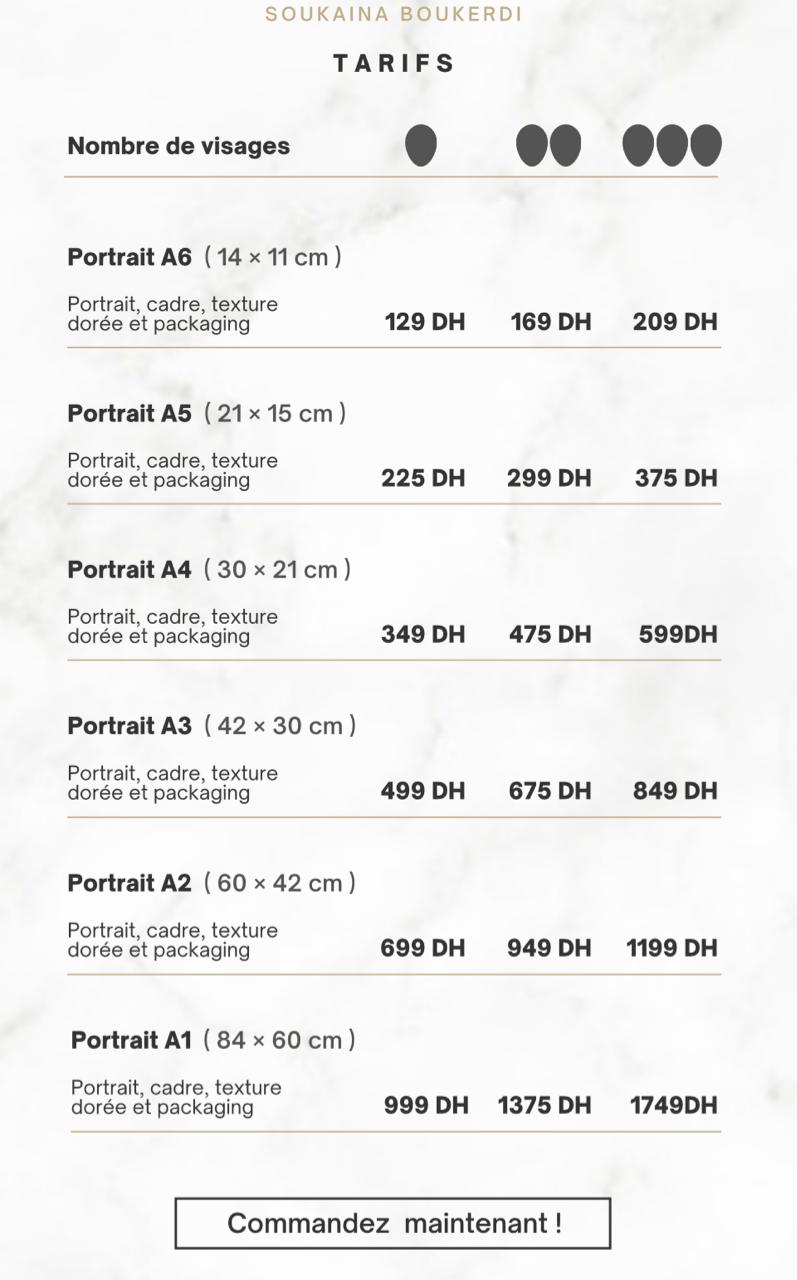 SOUKAINA BOUKERDI
TARIFS
Nombre de visages
Portrait A6 ( 14 × 11 cm )
Portrait, cadre, texture
dorée et packaging 129 DH 169 DH 209 DH
Portrait A5 ( 21 × 15 cm )
Portrait, cadre, texture
dorée et packaging 225 DH 299 DH 375 DH
Portrait A4 ( 30 × 21 cm )
Portrait, cadre, texture
dorée et packaging 349 DH 475 DH 599DH
Portrait A3 ( 42 × 30 cm )
Portrait, cadre, texture
dorée et packaging 499 DH 675 DH 849 DH
Portrait A2 ( 60 × 42 cm )
Portrait, cadre, texture
dorée et packaging 699 DH 949 DH 1199 DH
Portrait A1 ( 84 × 60 cm )
Portrait, cadre, texture
dorée et packaging 999 DH 1375 DH 1749DH
Commandez maintenant !